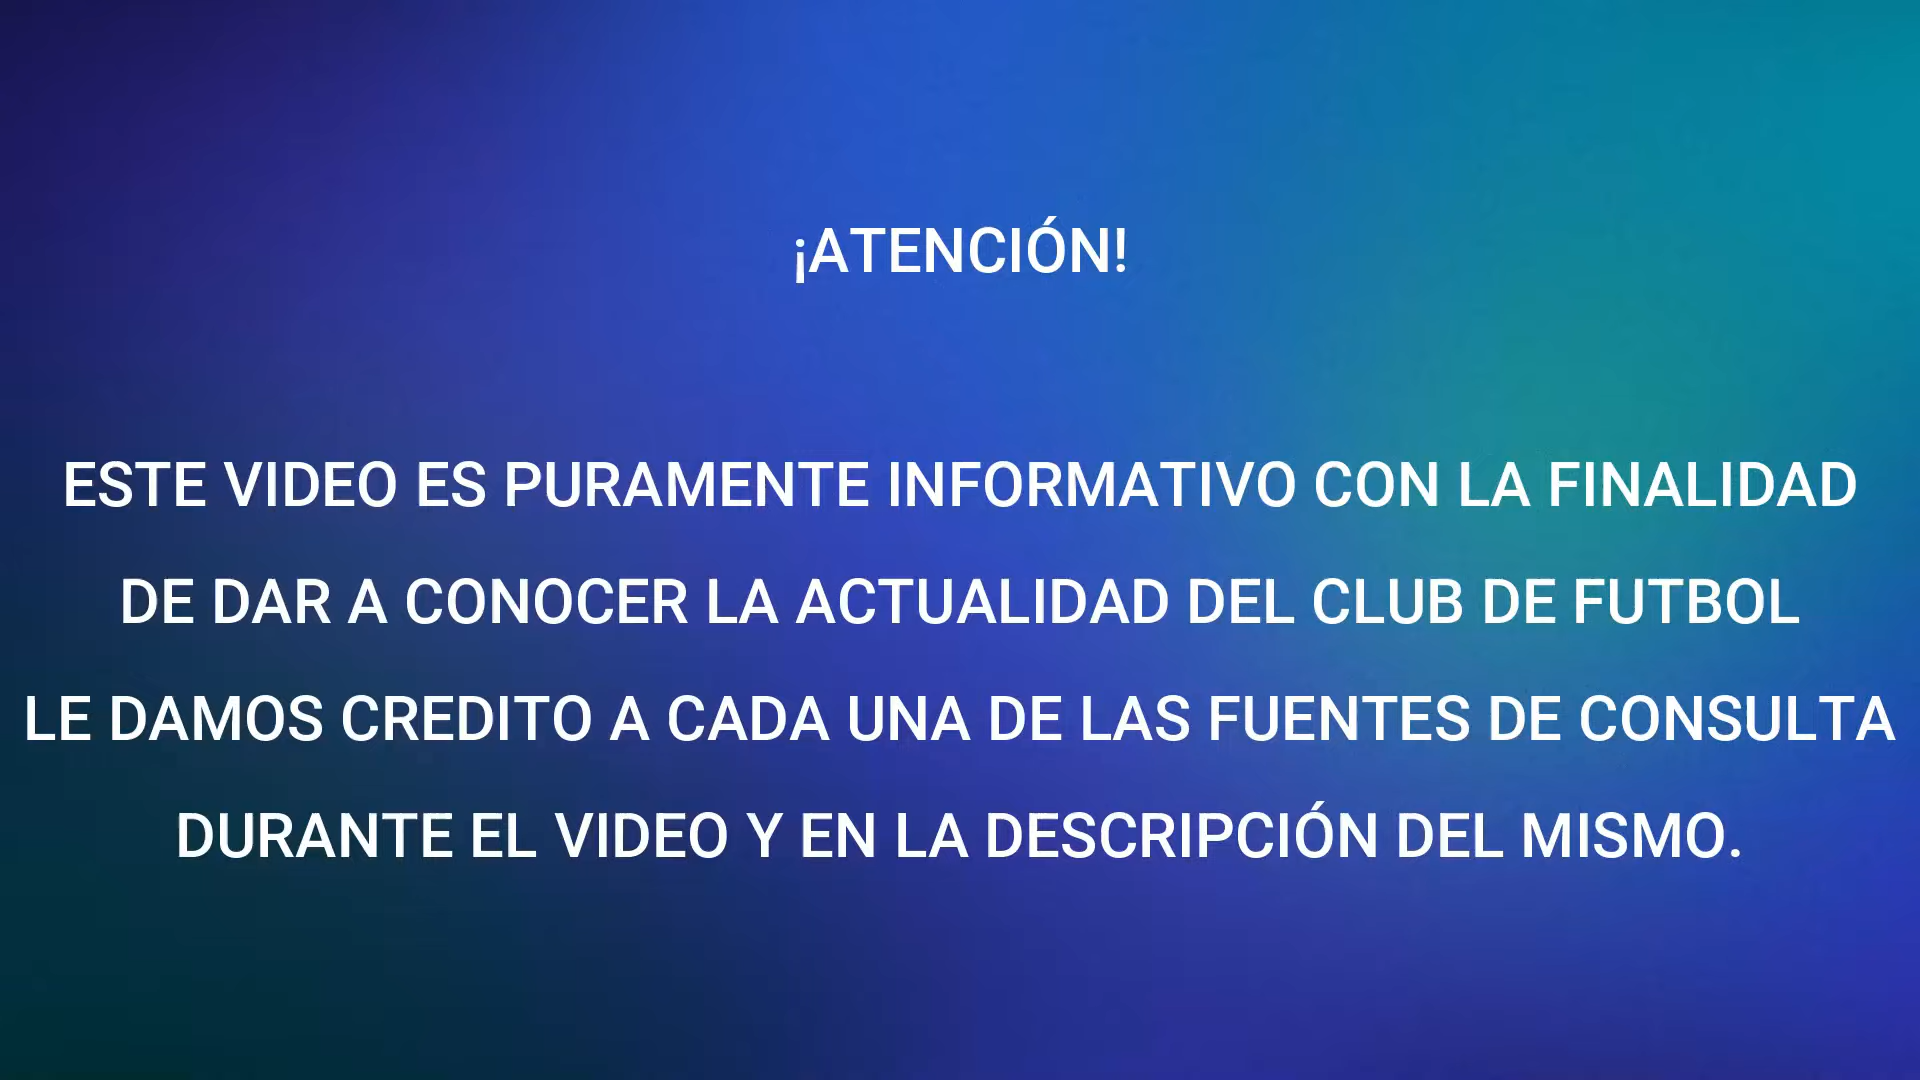 ¡ATENCIÓN!
ESTE VIDEO ES PURAMENTE INFORMATIVO CON LA FINALIDAD
DE DAR A CONOCER LA ACTUALIDAD DEL CLUB DE FUTBOL
LE DAMOS CREDITO A CADA UNA DE LAS FUENTES DE CONSULTA
DURANTE EL VIDEO Y EN LA DESCRIPCIÓN DEL MISMO.